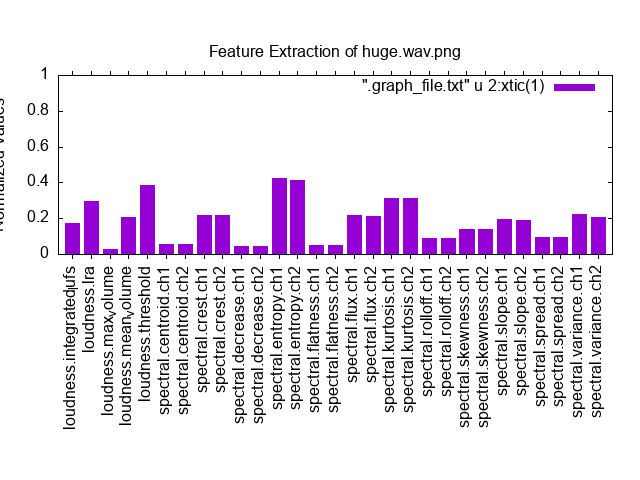 Feature Extraction of huge.wav.png
".graph_file.txt" u 2:xtic(1)
Normalized Values
1
0.8
0.6
0.4
0.2
0
loudness.integratedlufs
loudness.lra
loudness.maxvolume
loudness.meanvolume
loudness.threshold
spectral.centroid.ch1
spectral.centroid.ch2
spectral.crest.ch1
spectral.crest.ch2
spectral.decrease.ch1
spectral.decrease.ch2
spectral.entropy.ch1
spectral.entropy.ch2
spectral.flatness.ch1
spectral.flatness.ch2
spectral.flux.ch1
spectral.flux.ch2
spectral.kurtosis.ch1
spectral.kurtosis.ch2
spectral.rolloff.ch1
spectral.rolloff.ch2
spectral.skewness.ch1
spectral.skewness.ch2
spectral.slope.ch1
spectral.slope.ch2
spectral.spread.ch1
spectral.spread.ch2
spectral.variance.ch1
spectral.variance.ch2